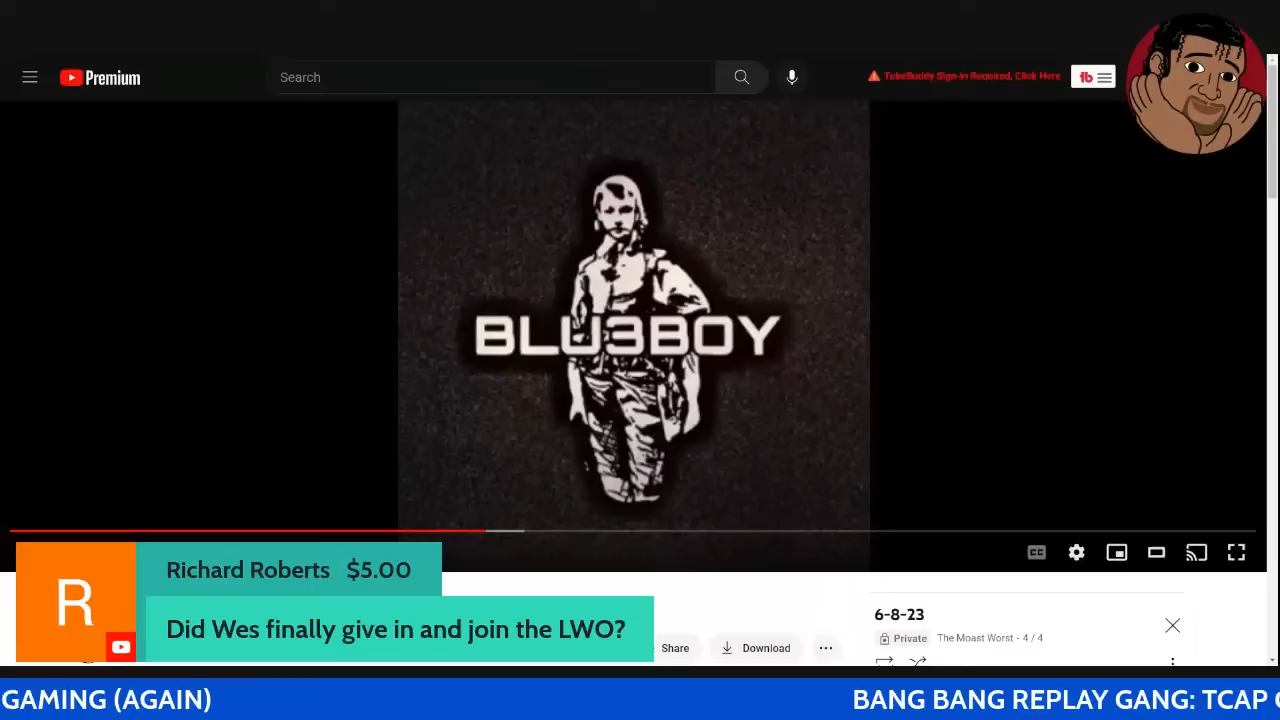 Premium
Search
TubeBuddy Sign-in Required, Click Here
tb
BLU3BOY
CC
R
Richard Roberts $5.00
Did Wes finally give in and join the LWO?
Share
Download
6-8-23
Private The Moast Worst - 4 / 4
GAMING (AGAIN)
BANG BANG REPLAY GANG: TCAP